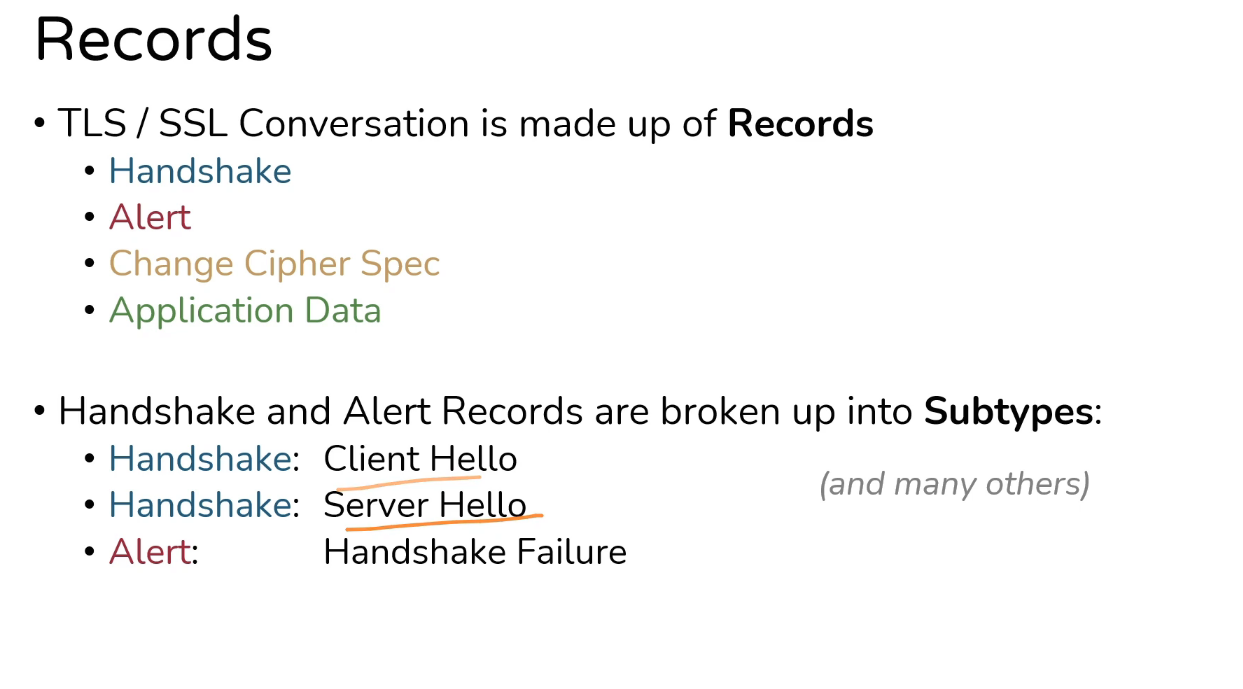 Records
• TLS / SSL Conversation is made up of Records
• Handshake
• Alert
• Change Cipher Spec
• Application Data
• Handshake and Alert Records are broken up into Subtypes:
• Handshake: Client Hello
(and many others)
• Handshake: Server Hello
• Alert: Handshake Failure